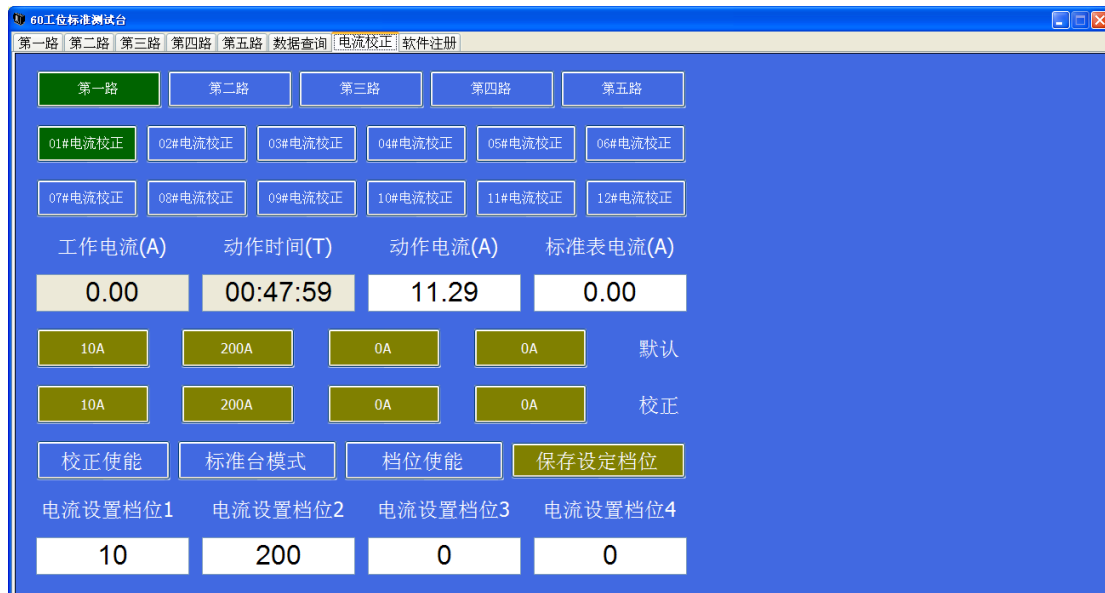 60工位标准测试台
第一路 第二路 第三路 第四路 第五路 数据查询 电流校正 软件注册
第一路 第二路 第三路 第四路 第五路
01#电流校正 02#电流校正 03#电流校正 04#电流校正 05#电流校正 06#电流校正
07#电流校正 08#电流校正 09#电流校正 10#电流校正 11#电流校正 12#电流校正
工作电流(A) 动作时间(T) 动作电流(A) 标准表电流(A)
0.00 00:47:59 11.29 0.00
10A 200A 0A 0A 默认
10A 200A 0A 0A 校正
校正使能 标准台模式 档位使能 保存设定档位
电流设置档位1 电流设置档位2 电流设置档位3 电流设置档位4
10 200 0 0